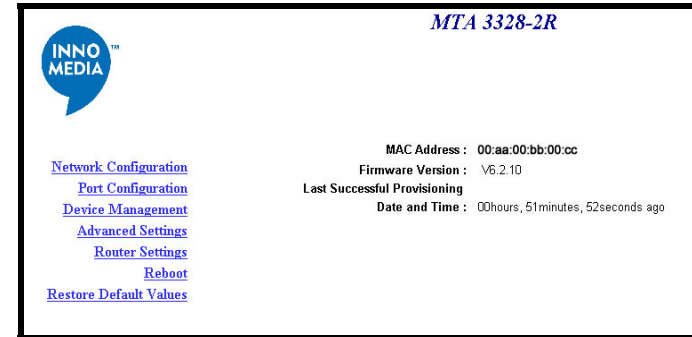 MTA 3328-2R
INNO
MEDIA
TM
MAC Address : 00:aa:00:bb:00:cc
Firmware Version : V6.2.10
Last Successful Provisioning
Date and Time : 00hours, 51minutes, 52seconds ago
Network Configuration
Port Configuration
Device Management
Advanced Settings
Router Settings
Reboot
Restore Default Values